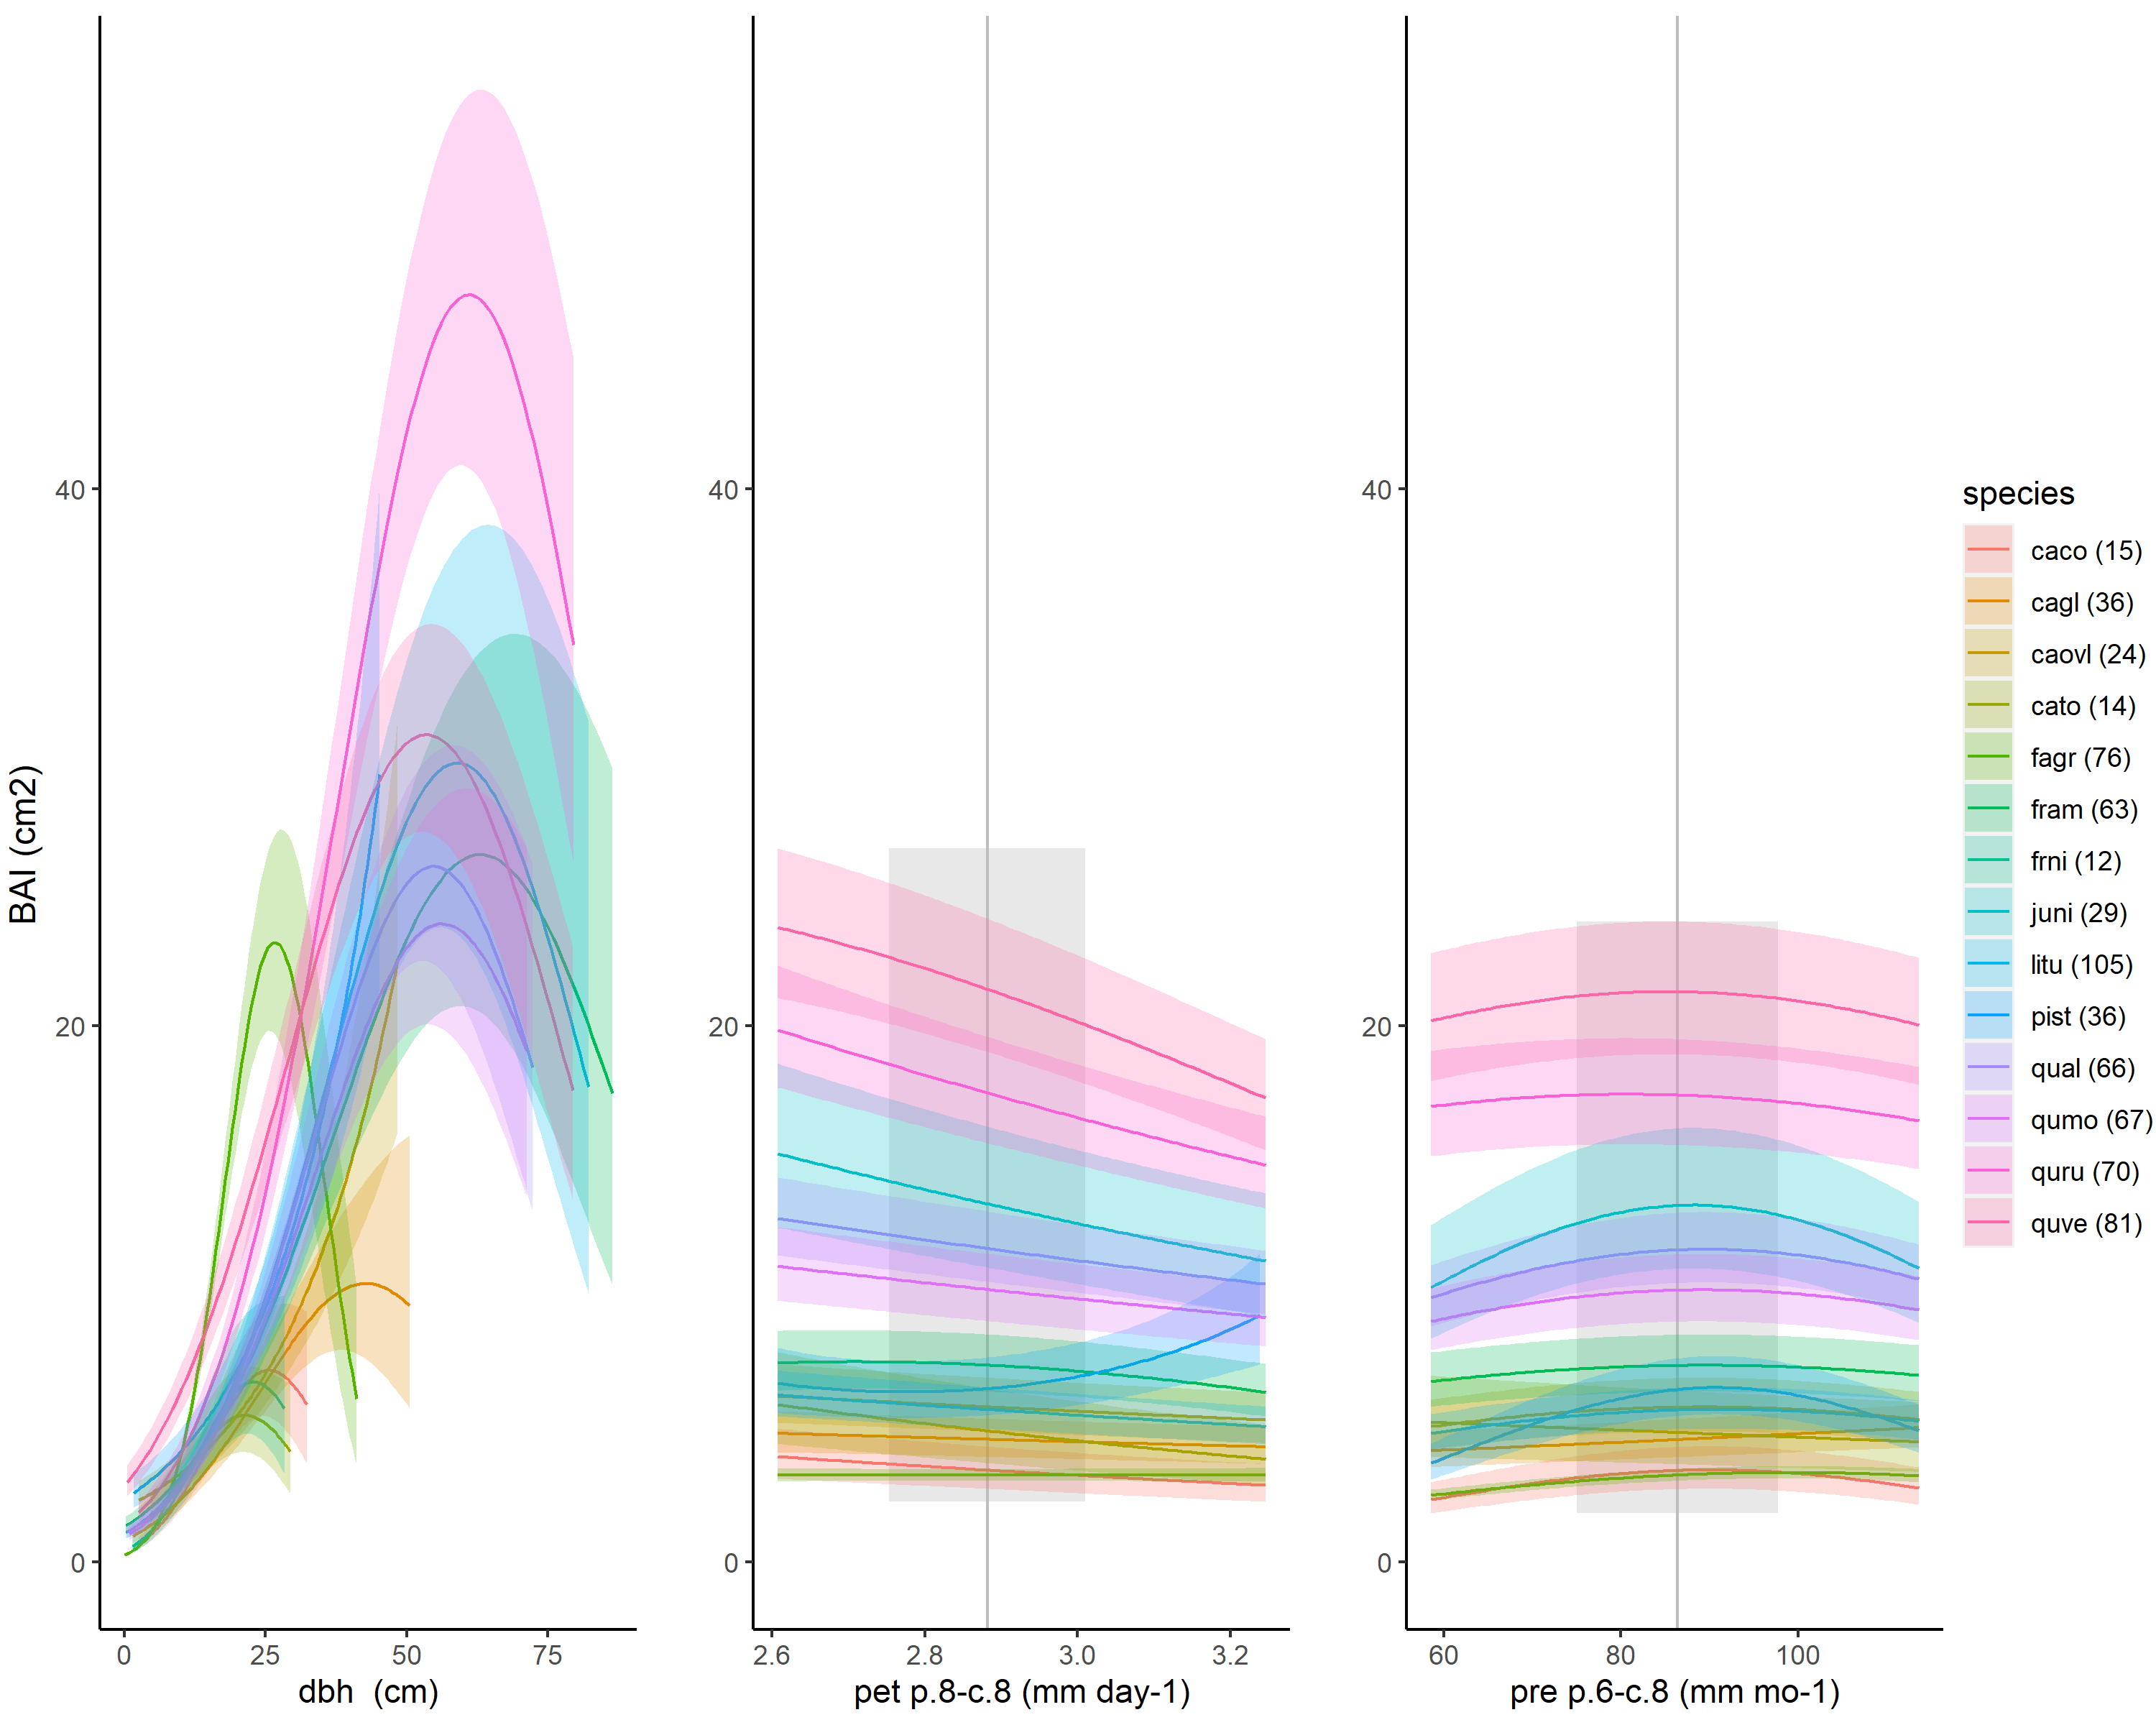 BAI (cm2)
40
20
0
0 25 50 75
dbh  (cm)
40
20
0
2.6 2.8 3.0 3.2
pet p.8-c.8 (mm day-1)
40
20
0
60 80 100
pre p.6-c.8 (mm mo-1)
species
caco (15)
cagl (36)
caovl (24)
cato (14)
fagr (76)
fram (63)
frni (12)
juni (29)
litu (105)
pist (36)
qual (66)
qumo (67)
quru (70)
quve (81)